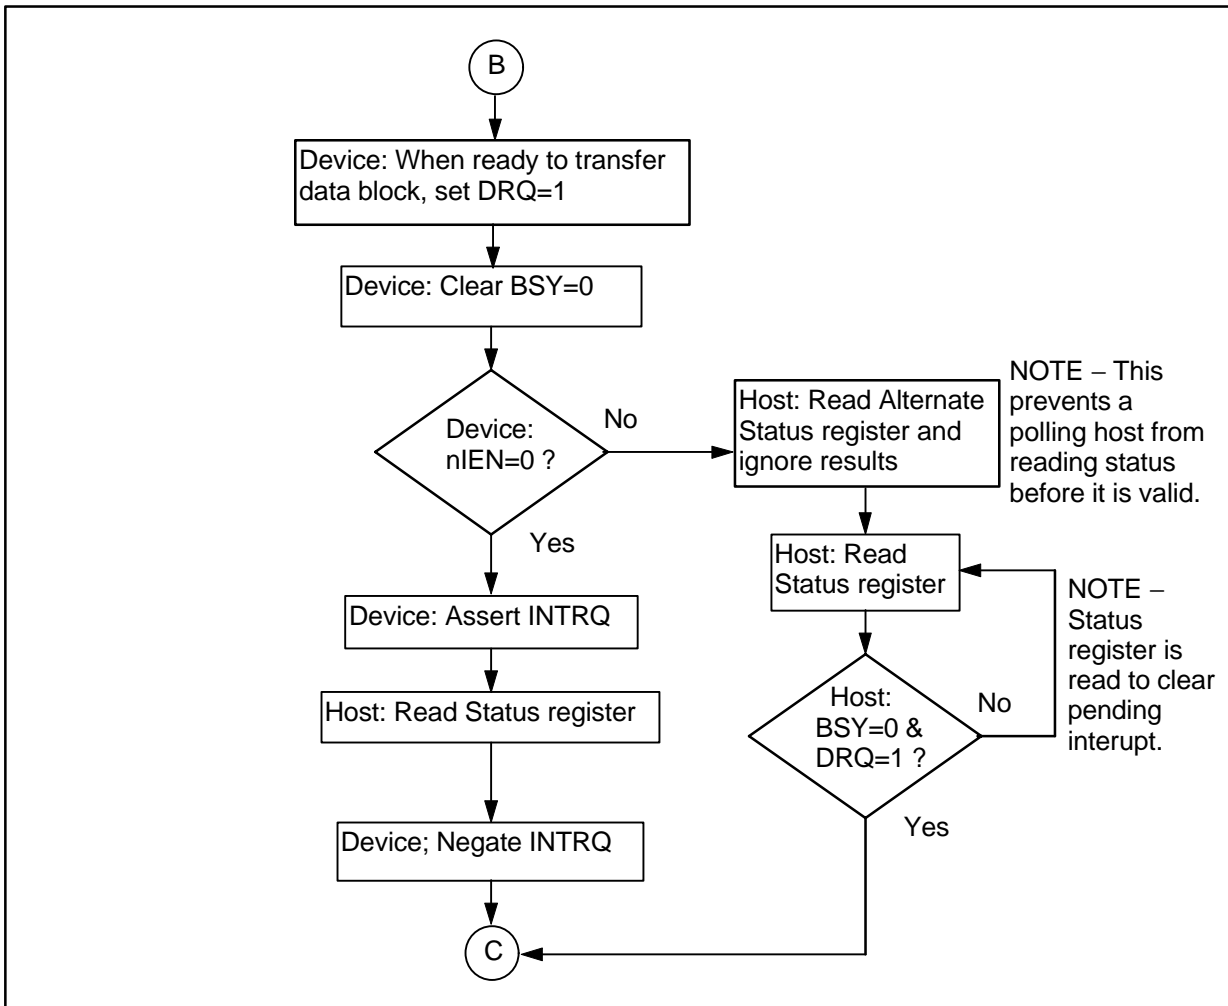 B
Device: When ready to transfer
data block, set DRQ=1
Device: Clear BSY=0
Device:
nIEN=0 ?
No
Yes
Host: Read Alternate
Status register and
ignore results
NOTE – This
prevents a
polling host from
reading status
before it is valid.
Host: Read
Status register
NOTE –
Status
register is
read to clear
pending
interupt.
Device: Assert INTRQ
Host: Read Status register
Host:
BSY=0 &
DRQ=1 ?
No
Yes
Device; Negate INTRQ
C